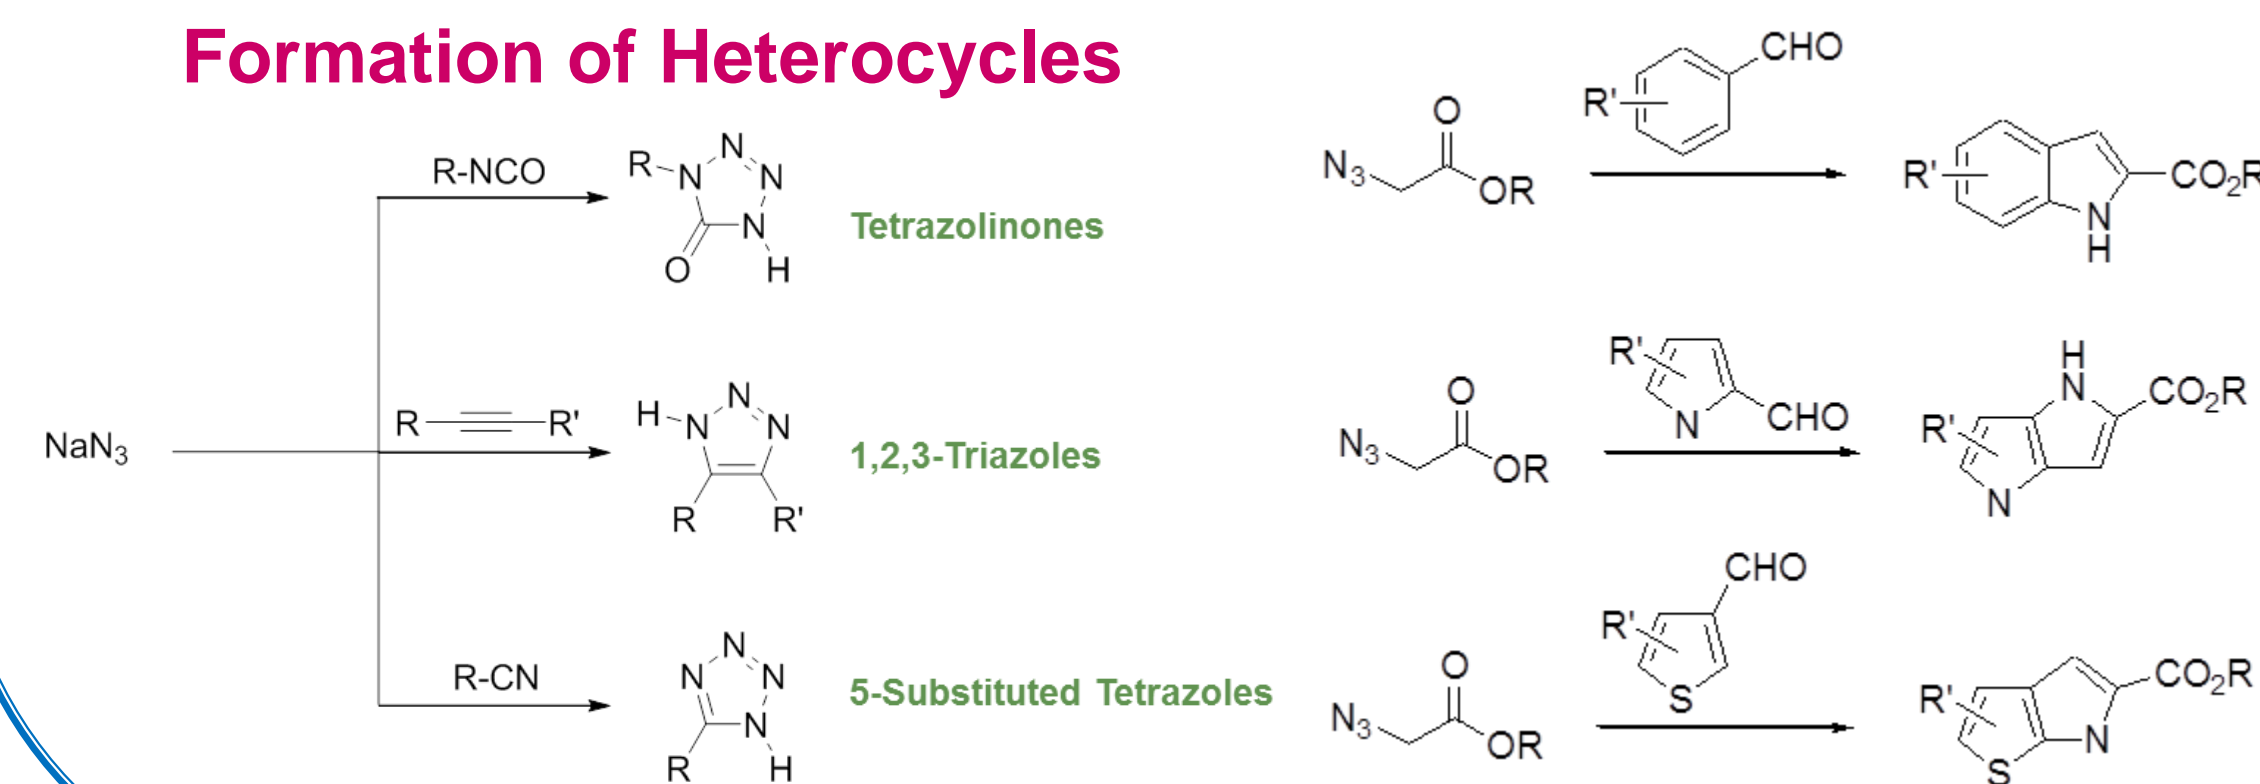 Formation of Heterocycles
R-NCO
R
N
N
N
N
H
O
Tetrazolinones
NaN3
R
R'
H
N
N
N
R
R'
1,2,3-Triazoles
R-CN
N
N
N
N
H
R
5-Substituted Tetrazoles
N3
O
OR
R'
CHO
R'
N
H
CO2R
N3
O
OR
R'
N
CHO
R'
N
H
N
CO2R
N3
O
OR
R'
S
CHO
R'
S
N
CO2R